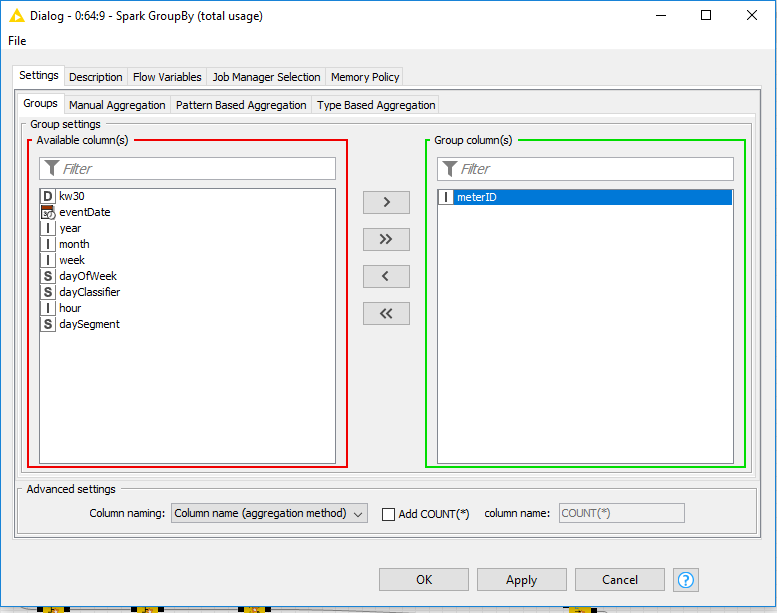 Dialog - 0:64:9 - Spark GroupBy (total usage)
File
Settings Description Flow Variables Job Manager Selection Memory Policy
Groups Manual Aggregation Pattern Based Aggregation Type Based Aggregation
Group settings
Available column(s)
Filter
D kw30
eventDate
I year
I month
I week
S dayOfWeek
S dayClassifier
I hour
S daySegment
>
>>
<
<<
Group column(s)
Filter
I meterID
Advanced settings
Column naming: Column name (aggregation method) Add COUNT(*) column name: COUNT(*)
OK Apply Cancel ?